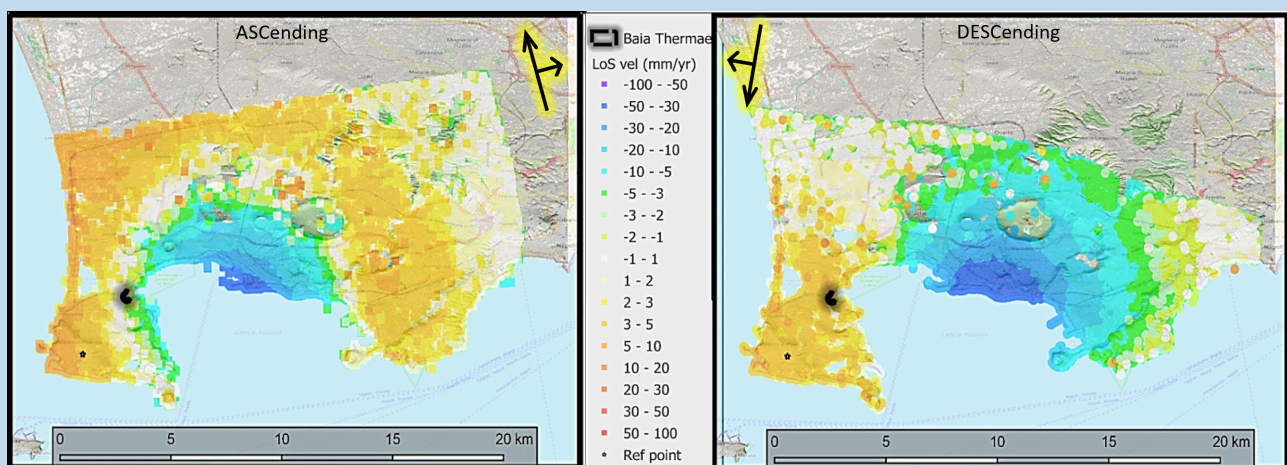 ASCending
Baia Thermae
LoS vel (mm/yr)
-100 - -50
-50 - -30
-30 - -20
-20 - -10
-10 - -5
-5 - -3
-3 - -2
-2 - -1
-1 - 1
1 - 2
2 - 3
3 - 5
5 - 10
10 - 20
20 - 30
30 - 50
50 - 100
Ref point
0 5 10 15 20 km
DESCending
0 5 10 15 20 km